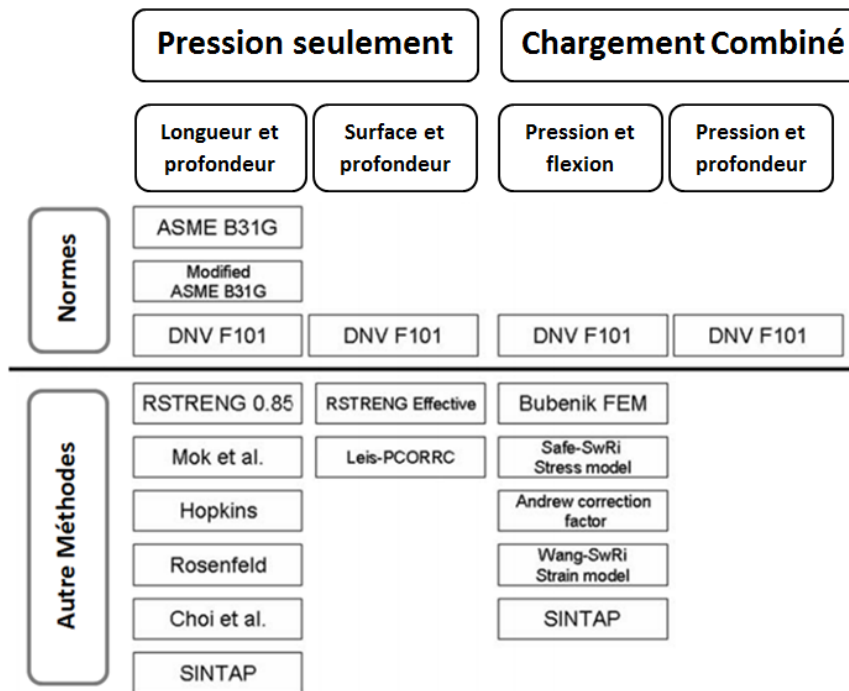 Pression seulement
Chargement Combiné
Longueur et
profondeur
Surface et
profondeur
Pression et
flexion
Pression et
profondeur
Normes
ASME B31G
Modified
ASME B31G
DNV F101
DNV F101
DNV F101
DNV F101
Autre Méthodes
RSTRENG 0.85
RSTRENG Effective
Bubenik FEM
Mok et al.
Leis-PCORRC
Safe-SwRi
Stress model
Hopkins
Andrew correction
factor
Rosenfeld
Wang-SwRi
Strain model
Choi et al.
SINTAP
SINTAP